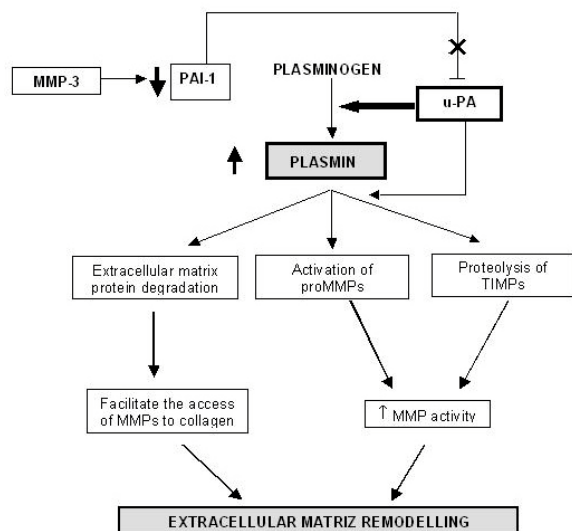 PLASMINOGEN
MMP-3
PAI-1
u-PA
PLASMIN
Extracellular matrix
protein degradation
Activation of
proMMPs
Proteolysis of
TIMPs
Facilitate the access
of MMPs to collagen
↑ MMP activity
EXTRACELLULAR MATRIZ REMODELLING